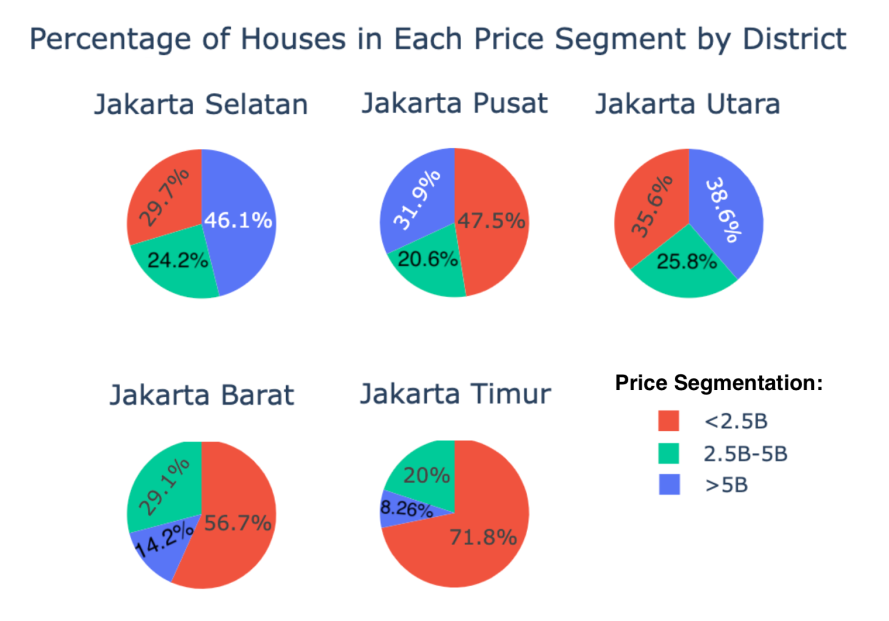 Percentage of Houses in Each Price Segment by District
Jakarta Selatan
29.7%
46.1%
24.2%
Jakarta Pusat
31.9%
47.5%
20.6%
Jakarta Utara
35.6%
38.6%
25.8%
Jakarta Barat
29.1%
56.7%
14.2%
Jakarta Timur
20%
8.26%
71.8%
Price Segmentation:
<2.5B
2.5B-5B
>5B